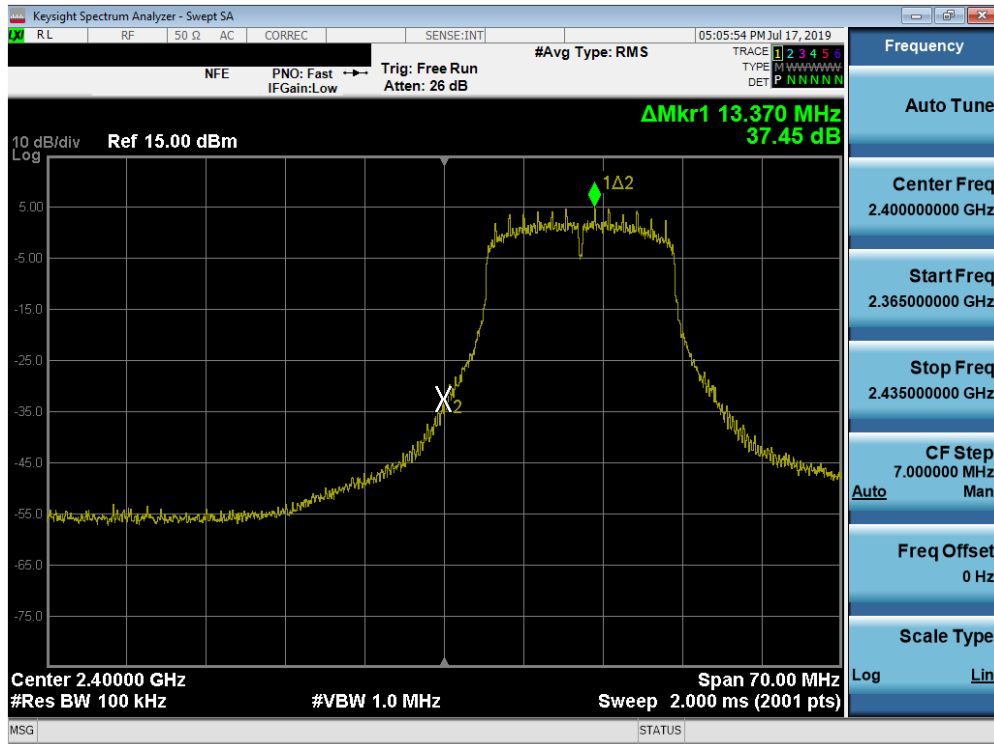 Keysight Spectrum Analyzer - Swept SA
LXI RL RF 50 Ω AC CORREC SENSE:INT 05:05:54 PM Jul 17, 2019
NFE PNO: Fast Trig: Free Run #Avg Type: RMS TRACE 1 2 3 4 5 6
IFGain:Low Atten: 26 dB TYPE M WWWWW
DET P N N N N N
ΔMkr1 13.370 MHz
37.45 dB
10 dB/div Ref 15.00 dBm
Log
1Δ2
5.00
-5.00
-15.0
-25.0
-35.0
2
-45.0
-55.0
-65.0
-75.0
Center 2.40000 GHz Span 70.00 MHz
#Res BW 100 kHz #VBW 1.0 MHz Sweep 2.000 ms (2001 pts)
MSG STATUS
Frequency
Auto Tune
Center Freq
2.400000000 GHz
Start Freq
2.365000000 GHz
Stop Freq
2.435000000 GHz
CF Step
7.000000 MHz
Auto Man
Freq Offset
0 Hz
Scale Type
Log Lin